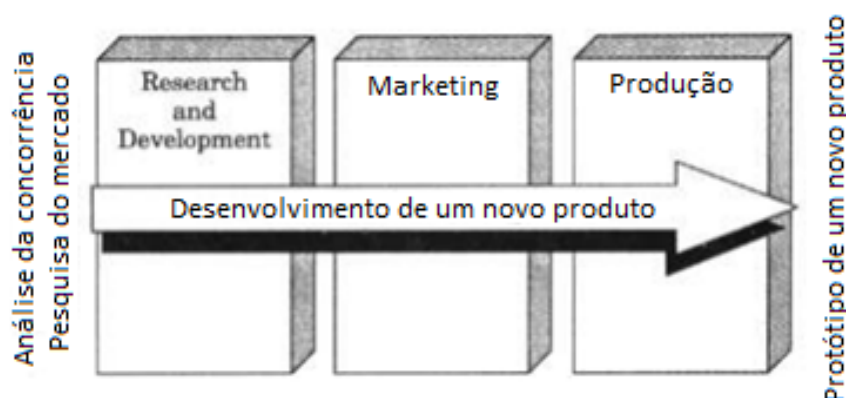 Análise da concorrência
Pesquisa do mercado
Research
and
Development
Marketing
Produção
Desenvolvimento de um novo produto
Protótipo de um novo produto